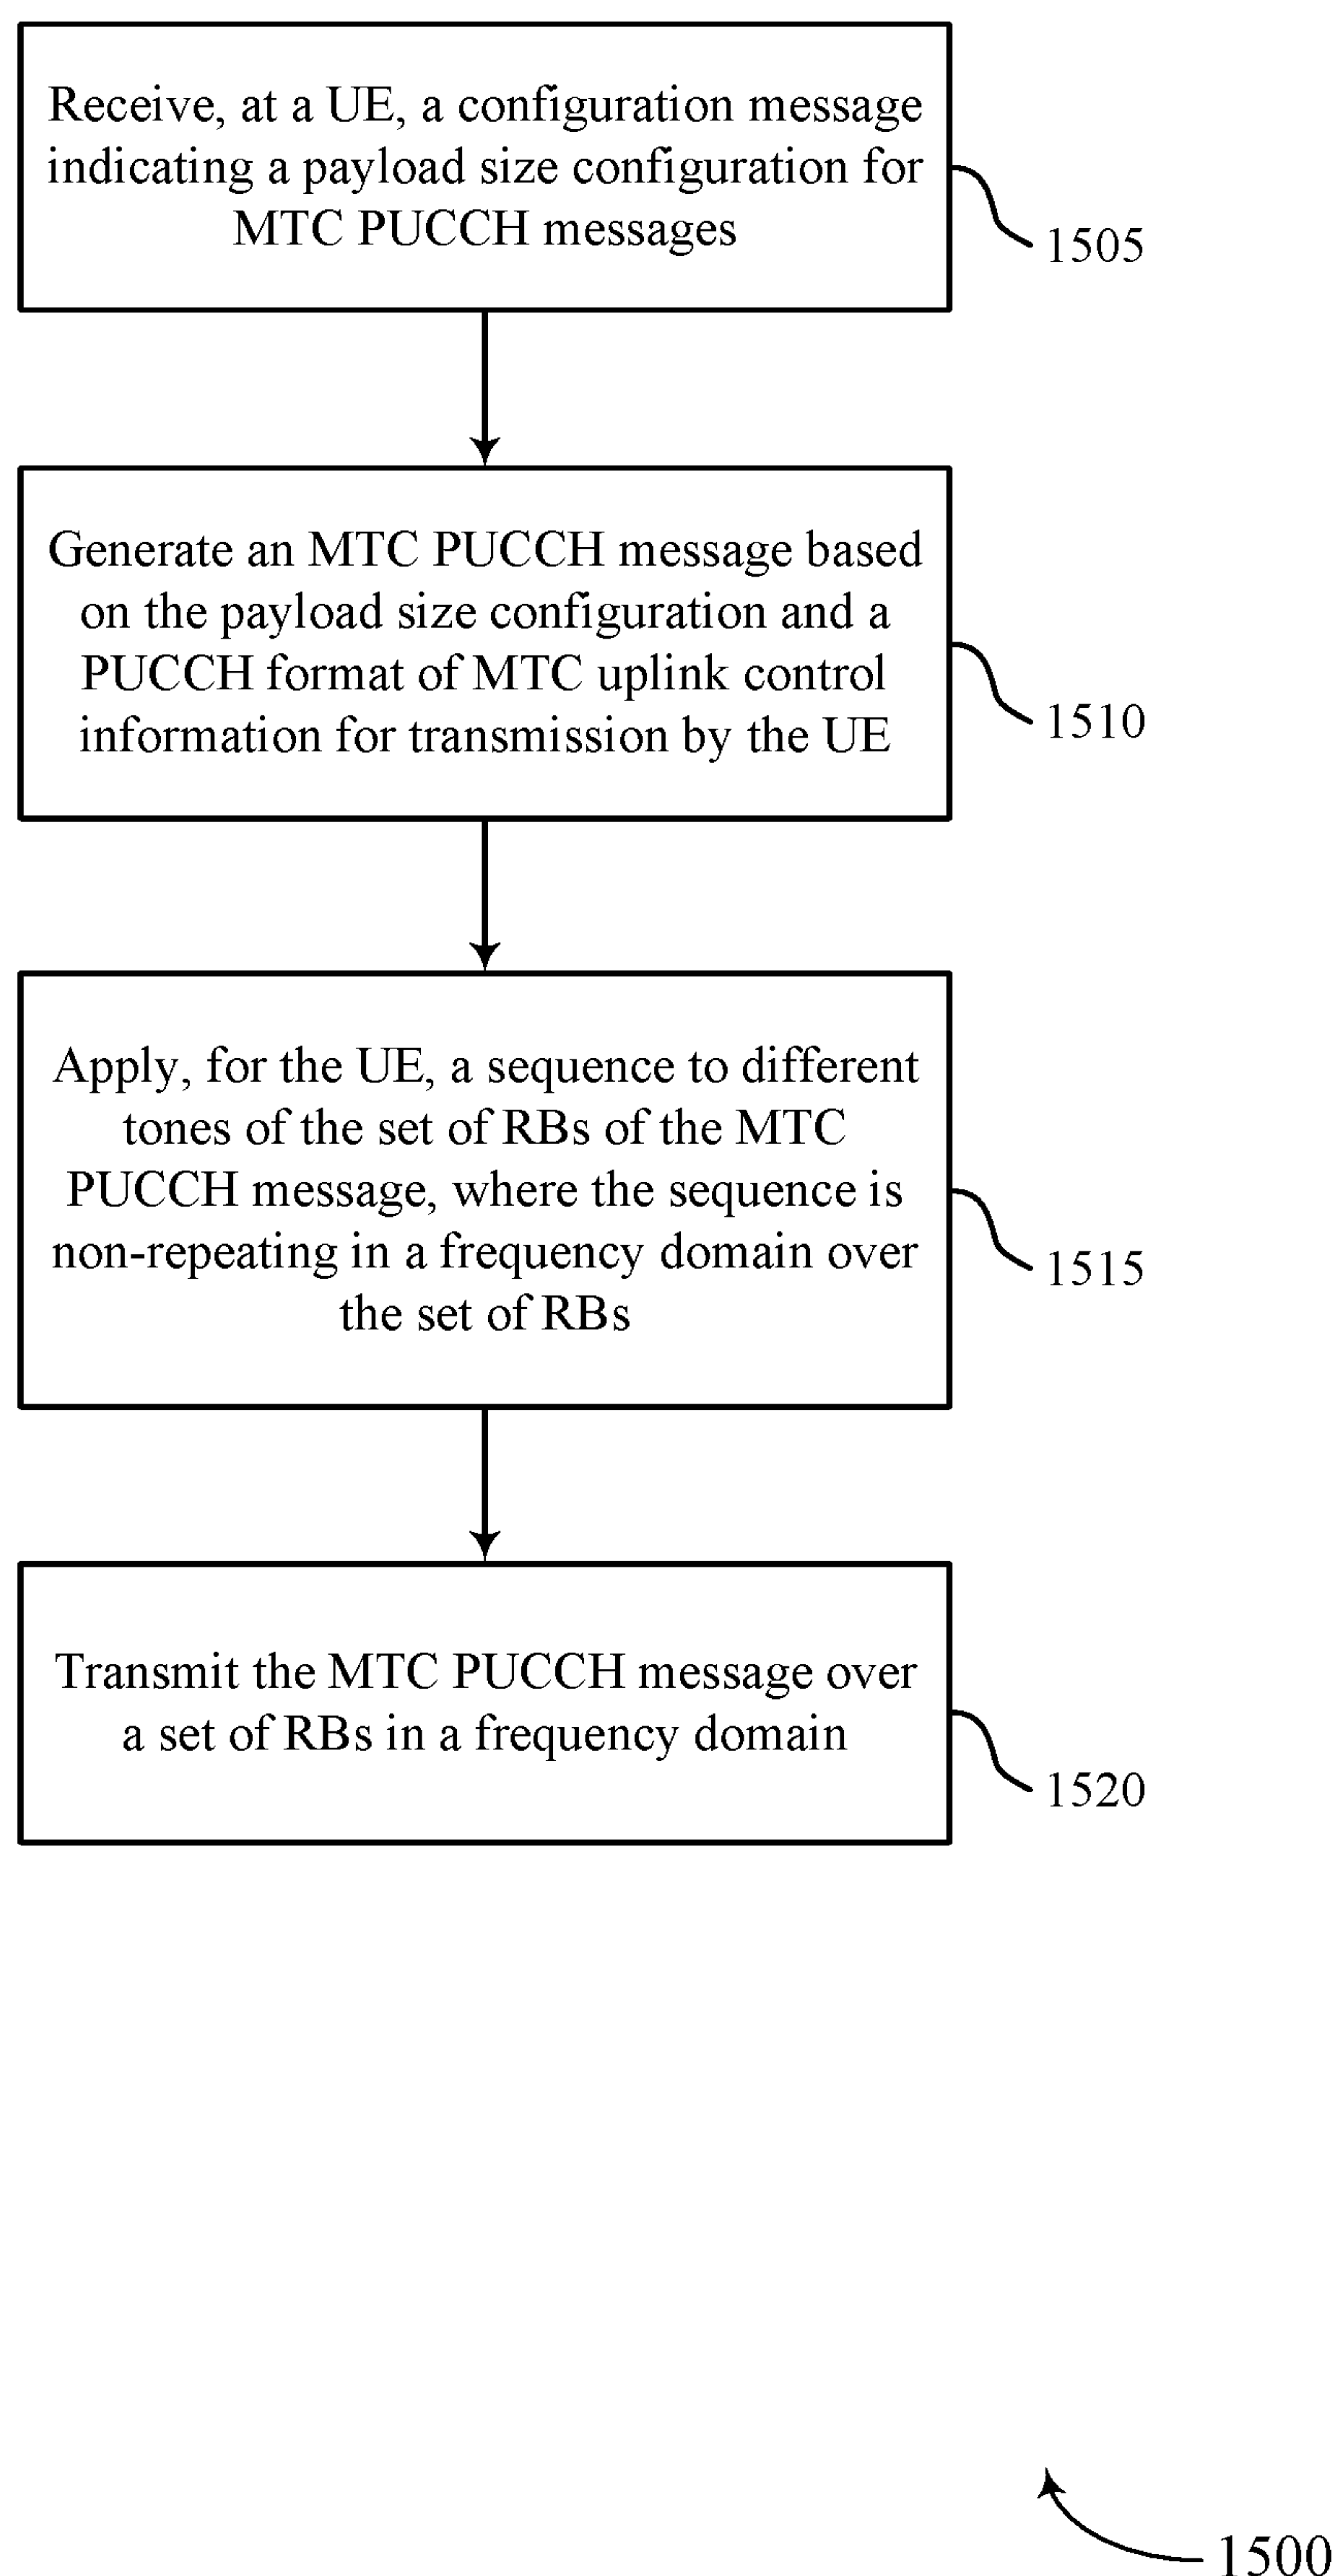 Receive, at a UE, a configuration message
indicating a payload size configuration for
MTC PUCCH messages
1505
Generate an MTC PUCCH message based
on the payload size configuration and a
PUCCH format of MTC uplink control
information for transmission by the UE
1510
Apply, for the UE, a sequence to different
tones of the set of RBs of the MTC
PUCCH message, where the sequence is
non-repeating in a frequency domain over
the set of RBs
1515
Transmit the MTC PUCCH message over
a set of RBs in a frequency domain
1520
1500